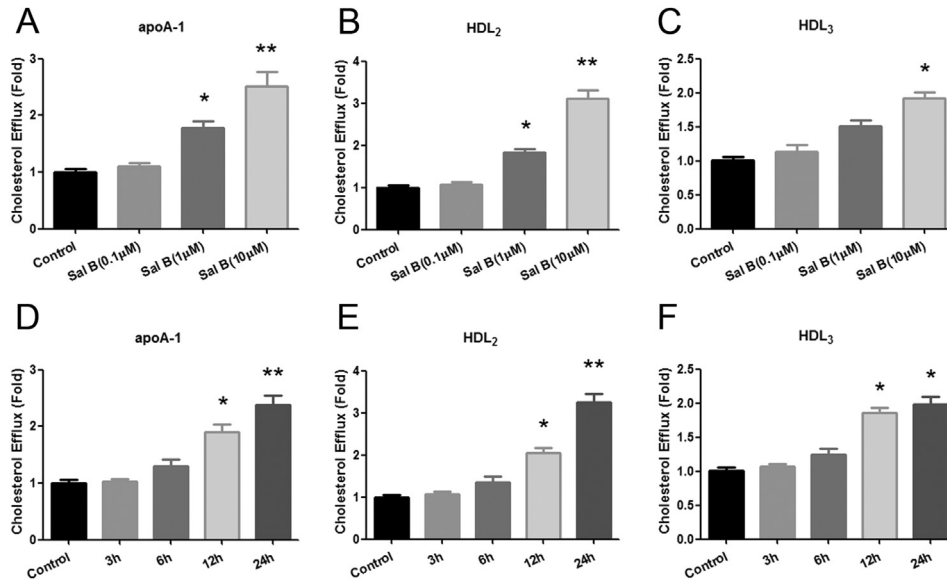 A
apoA-1
Cholesterol Efflux (Fold)
3
2
1
0
*
**
Control
Sal B(0.1µM)
Sal B(1µM)
Sal B(10µM)
B
HDL₂
Cholesterol Efflux (Fold)
4
3
2
1
0
*
**
Control
Sal B(0.1µM)
Sal B(1µM)
Sal B(10µM)
C
HDL₃
Cholesterol Efflux (Fold)
2.5
2.0
1.5
1.0
0.5
0.0
*
Control
Sal B(0.1µM)
Sal B(1µM)
Sal B(10µM)
D
apoA-1
Cholesterol Efflux (Fold)
3
2
1
0
*
**
Control
3h
6h
12h
24h
E
HDL₂
Cholesterol Efflux (Fold)
4
3
2
1
0
*
**
Control
3h
6h
12h
24h
F
HDL₃
Cholesterol Efflux (Fold)
2.5
2.0
1.5
1.0
0.5
0.0
*
*
Control
3h
6h
12h
24h